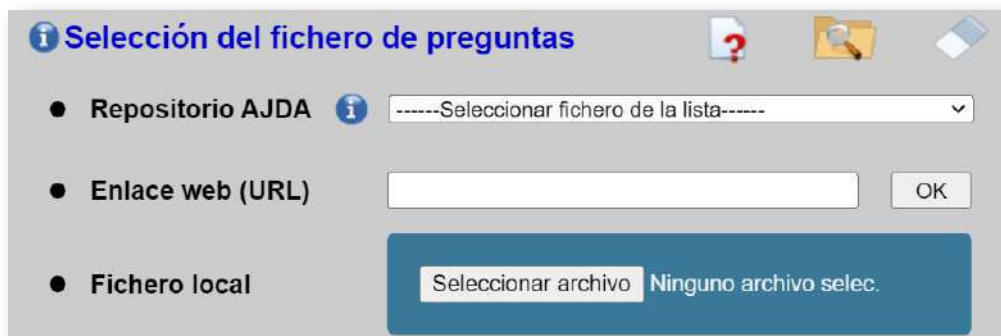 Selección del fichero de preguntas
Repositorio AJDA
------Seleccionar fichero de la lista------
Enlace web (URL)
OK
Fichero local
Seleccionar archivo Ninguno archivo selec.